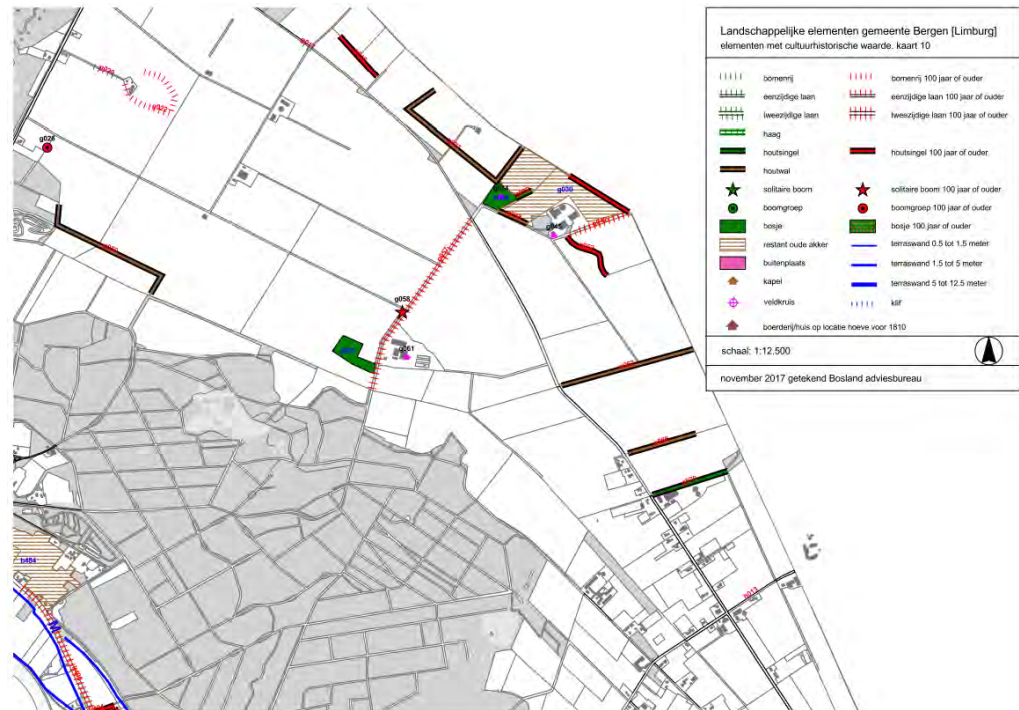 Landschappelijke elementen gemeente Bergen [Limburg]
elementen met cultuurhistorische waarde. kaart 10
bomenrij
bomenrij 100 jaar of ouder
eenzijdige laan
eenzijdige laan 100 jaar of ouder
tweezijdige laan
tweezijdige laan 100 jaar of ouder
haag
houtsingel
houtsingel 100 jaar of ouder
houtwal
solitaire boom
solitaire boom 100 jaar of ouder
boomgroep
boomgroep 100 jaar of ouder
bosje
bosje 100 jaar of ouder
restant oude akker
terraswand 0.5 tot 1.5 meter
buitenplaats
terraswand 1.5 tot 5 meter
kapel
terraswand 5 tot 12.5 meter
veldkruis
klif
boerderij/huis op locatie hoeve voor 1810
schaal: 1:12.500
november 2017 getekend Bosland adviesbureau
g026
g030
g045
g058
g061
b484